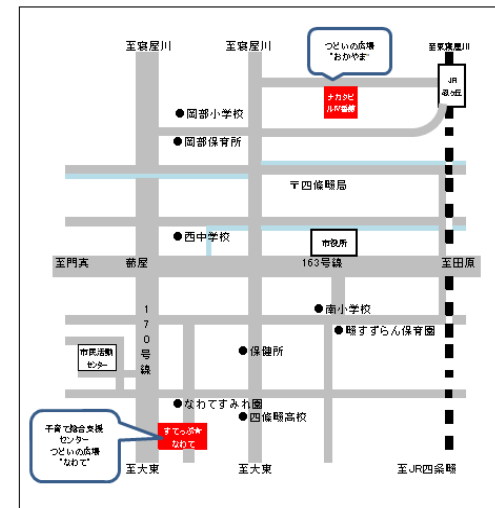 至寝屋川
至寝屋川
つどいの広場
"おかやま"
至東寝屋川
JR
ナカタビ
●岡部小学校
●岡部保育所
〒四條畷局
●西中学校
市役所
至門真
蔀屋
163号線
至田原
170号線
●南小学校
●畷すずらん保育園
市民活動
センター
●保健所
●なわてすみれ園
●四條畷高校
すてっぷ★
なわて
子育て総合支援
センター
つどいの広場
"なわて"
至大東
至大東
至JR四条畷